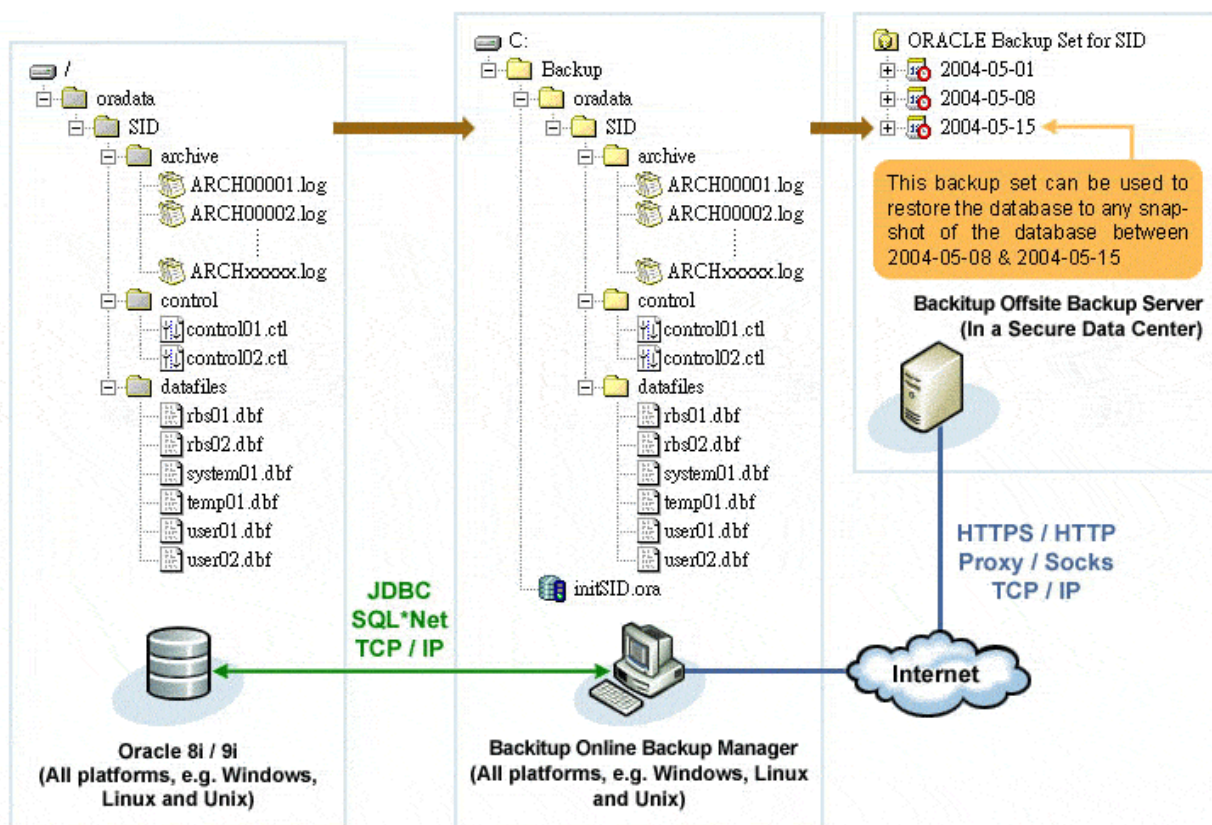 /
oradata
SID
archive
ARCH00001.log
ARCH00002.log
ARCHxxxxx.log
control
control01.ctl
control02.ctl
datafiles
rbs01.dbf
rbs02.dbf
system01.dbf
temp01.dbf
user01.dbf
user02.dbf
Oracle 8i / 9i
(All platforms, e.g. Windows,
Linux and Unix)
JDBC
SQL*Net
TCP / IP
C:
Backup
oradata
SID
archive
ARCH00001.log
ARCH00002.log
ARCHxxxxx.log
control
control01.ctl
control02.ctl
datafiles
rbs01.dbf
rbs02.dbf
system01.dbf
temp01.dbf
user01.dbf
user02.dbf
initSID.ora
Backitup Online Backup Manager
(All platforms, e.g. Windows, Linux
and Unix)
ORACLE Backup Set for SID
2004-05-01
2004-05-08
2004-05-15
This backup set can be used to
restore the database to any snap-
shot of the database between
2004-05-08 & 2004-05-15
Backitup Offsite Backup Server
(In a Secure Data Center)
HTTPS / HTTP
Proxy / Socks
TCP / IP
Internet